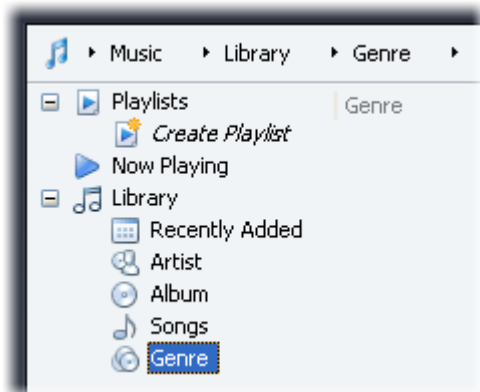 Music Library Genre
Playlists Genre
Create Playlist
Now Playing
Library
Recently Added
Artist
Album
Songs
Genre